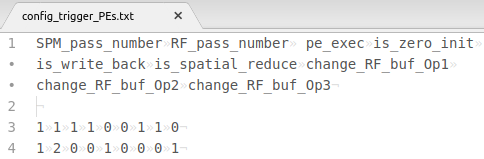 config_trigger_PEs.txt ×
1 SPM_pass_number»RF_pass_number» pe_exec»is_zero_init»
• is_write_back»is_spatial_reduce»change_RF_buf_Op1»
• change_RF_buf_Op2»change_RF_buf_Op3¬
2 ¬
3 1»1»1»1»0»0»1»1»0¬
4 1»2»0»0»1»0»0»0»1¬